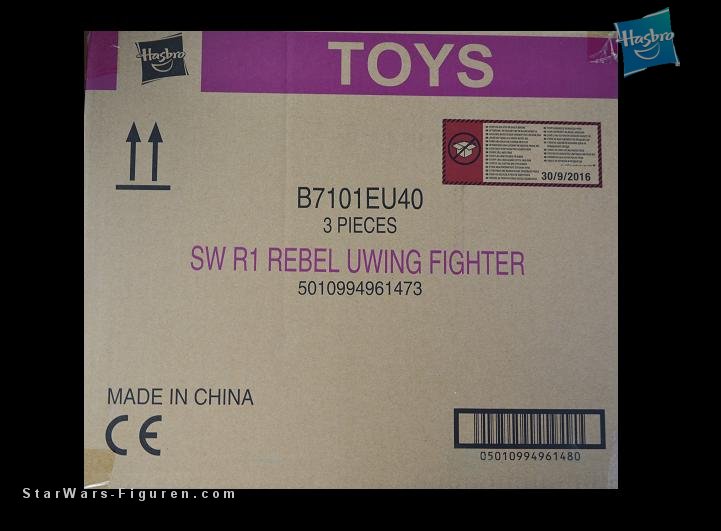 Hasbro
TOYS
Hasbro
30/9/2016
B7101EU40
3 PIECES
SW R1 REBEL UWING FIGHTER
5010994961473
MADE IN CHINA
CE
05010994961480
StarWars-Figuren.com